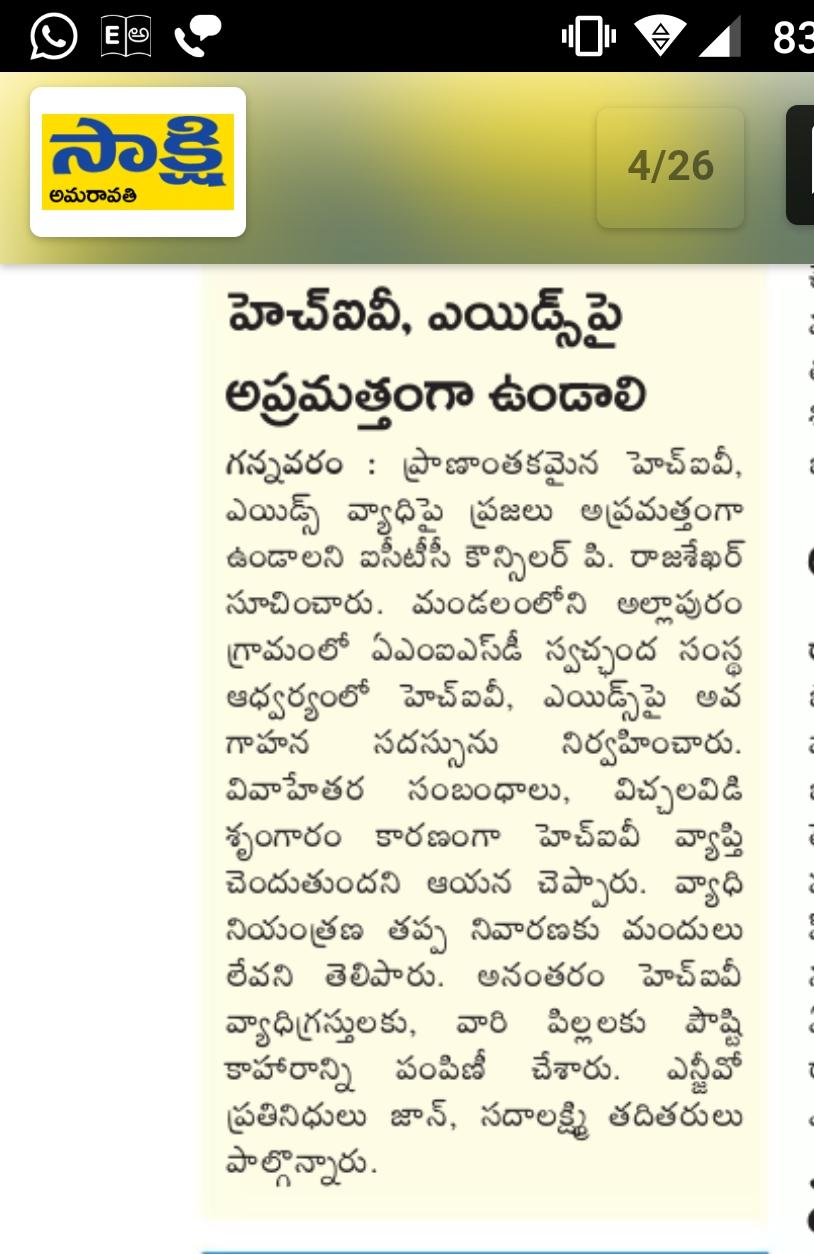 83
సాక్షి
అమరావతి
4/26
హెచ్ఐవీ, ఎయిడ్స్‌పై
అప్రమత్తంగా ఉండాలి
గన్నవరం : ప్రాణాంతకమైన హెచ్ఐవీ,
ఎయిడ్స్ వ్యాధిపై ప్రజలు అప్రమత్తంగా
ఉండాలని ఐసీటీసీ కౌన్సిలర్ పి. రాజశేఖర్
సూచించారు. మండలంలోని అల్లాపురం
గ్రామంలో ఏఎంఐఎస్‌డీ స్వచ్ఛంద సంస్థ
ఆధ్వర్యంలో హెచ్ఐవీ, ఎయిడ్స్‌పై అవ
గాహన సదస్సును నిర్వహించారు.
వివాహేతర సంబంధాలు, విచ్చలవిడి
శృంగారం కారణంగా హెచ్ఐవీ వ్యాప్తి
చెందుతుందని ఆయన చెప్పారు. వ్యాధి
నియంత్రణ తప్ప నివారణకు మందులు
లేవని తెలిపారు. అనంతరం హెచ్ఐవీ
వ్యాధిగ్రస్తులకు, వారి పిల్లలకు పౌష్టి
కాహారాన్ని పంపిణీ చేశారు. ఎన్జీవో
ప్రతినిధులు జాన్, సదాలక్ష్మి తదితరులు
పాల్గొన్నారు.